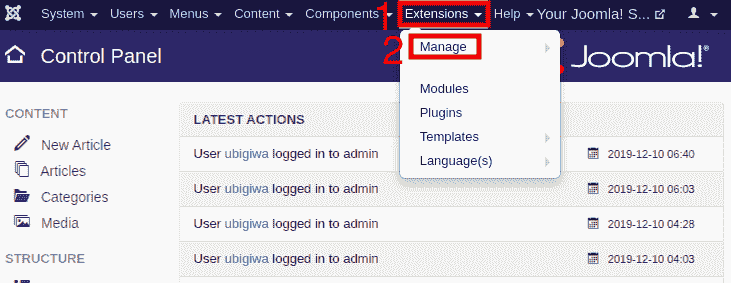 System Users Menus Content Components 1 Extensions Help Your Joomla! S...
Control Panel
2 Manage
Joomla!®
Modules
Plugins
Templates
Language(s)
CONTENT
New Article
Articles
Categories
Media
STRUCTURE
LATEST ACTIONS
User ubigiwa logged in to admin 2019-12-10 06:40
User ubigiwa logged in to admin 2019-12-10 06:03
User ubigiwa logged in to admin 2019-12-10 04:28
User ubigiwa logged in to admin 2019-12-10 04:03